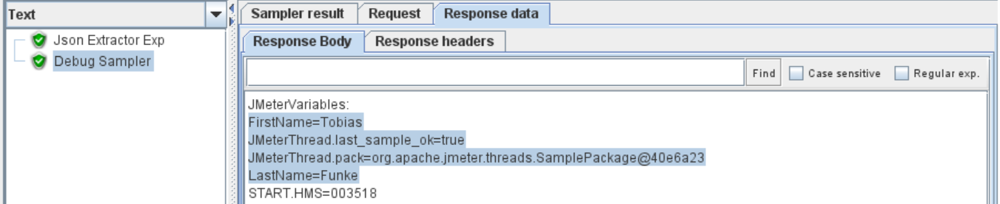 Text
Sampler result Request Response data
Json Extractor Exp
Debug Sampler
Response Body Response headers
Find Case sensitive Regular exp.
JMeterVariables:
FirstName=Tobias
JMeterThread.last_sample_ok=true
JMeterThread.pack=org.apache.jmeter.threads.SamplePackage@40e6a23
LastName=Funke
START.HMS=003518